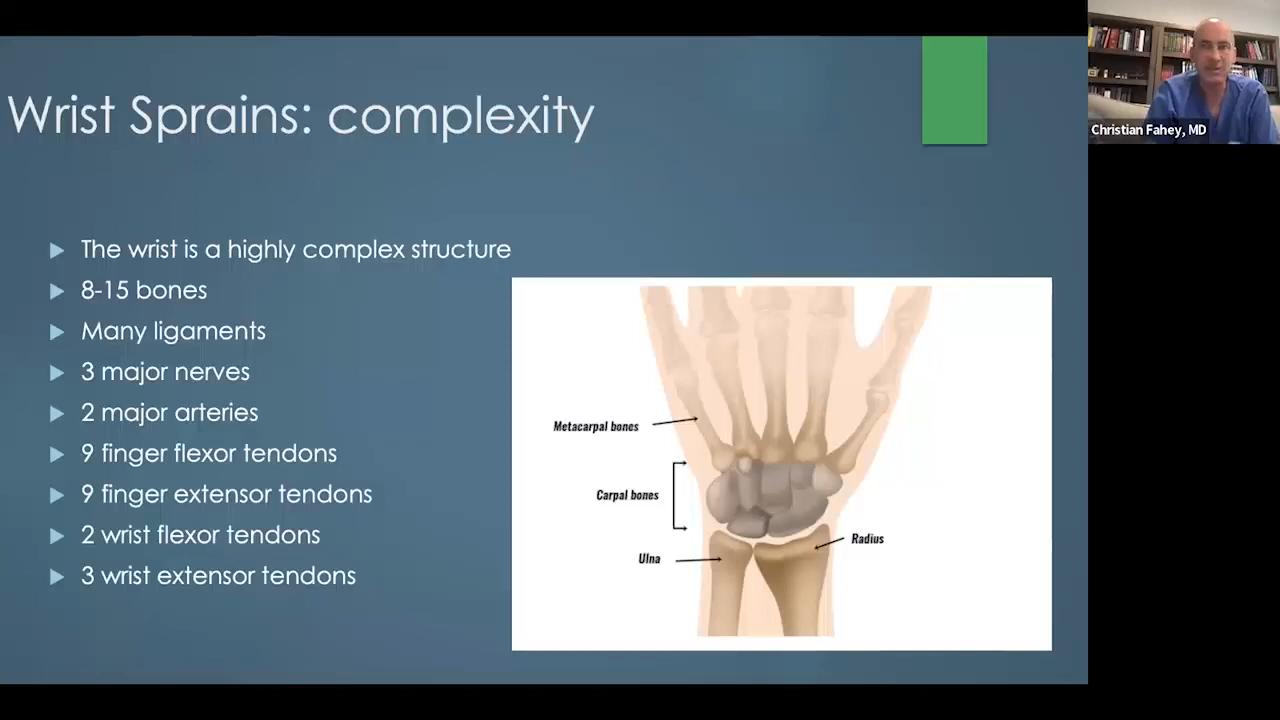 Wrist Sprains: complexity
The wrist is a highly complex structure
8-15 bones
Many ligaments
3 major nerves
2 major arteries
9 finger flexor tendons
9 finger extensor tendons
2 wrist flexor tendons
3 wrist extensor tendons
Metacarpal bones
Carpal bones
Ulna
Radius
Christian Fahey, MD